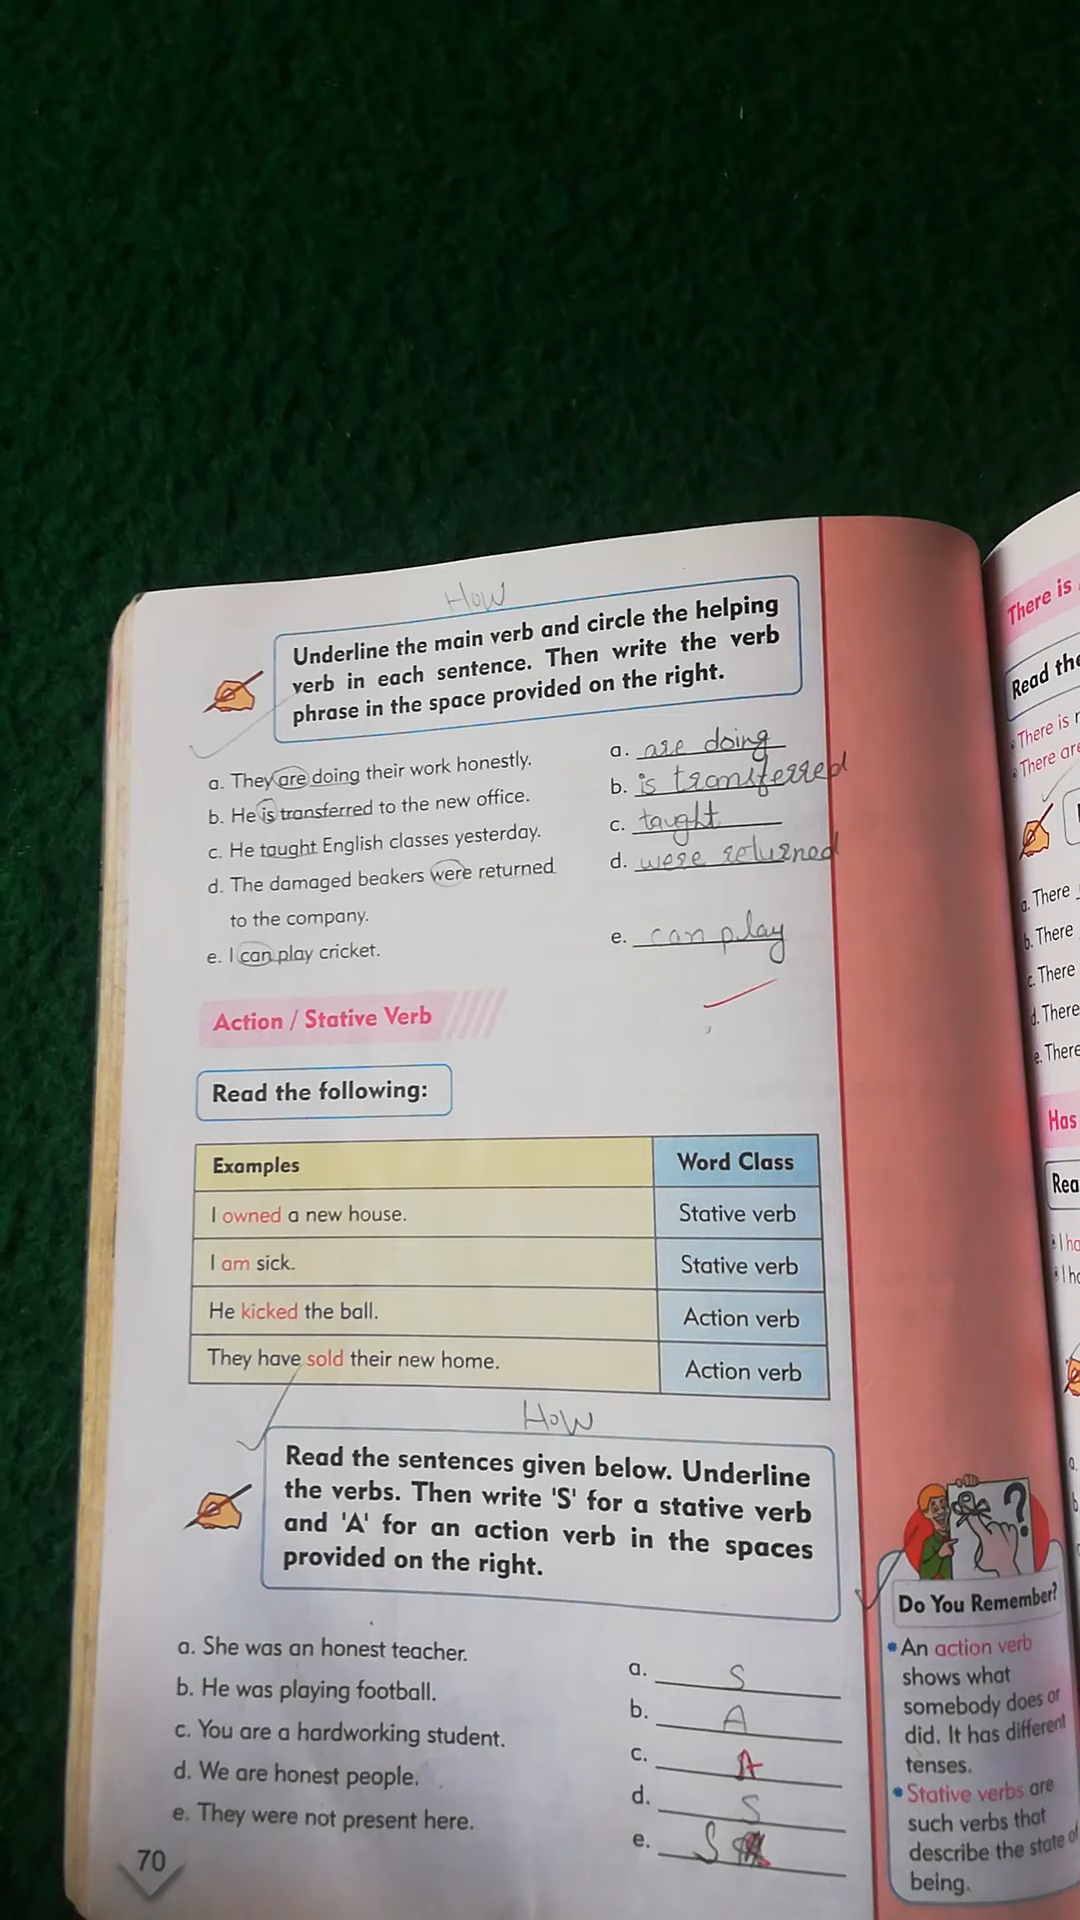 How
Underline the main verb and circle the helping
verb in each sentence. Then write the verb
phrase in the space provided on the right.
a. They are doing their work honestly.
a. are doing
b. He is transferred to the new office.
b. is transferred
c. He taught English classes yesterday.
c. taught
d. The damaged beakers were returned
to the company.
d. were returned
e. I can play cricket.
e. can play
Action / Stative Verb
Read the following:
Examples
Word Class
I owned a new house.
Stative verb
I am sick.
Stative verb
He kicked the ball.
Action verb
They have sold their new home.
Action verb
How
Read the sentences given below. Underline
the verbs. Then write 'S' for a stative verb
and 'A' for an action verb in the spaces
provided on the right.
a. She was an honest teacher.
a. S
b. He was playing football.
b. A
c. You are a hardworking student.
c. A
d. We are honest people.
d. S
e. They were not present here.
e. S
70
Do You Remember?
An action verb
shows what
somebody does or
did. It has different
tenses.
Stative verbs are
such verbs that
describe the state of
being.
There is
Read the
There is
There are
a. There
b. There
c. There
d. There
e. There
Has